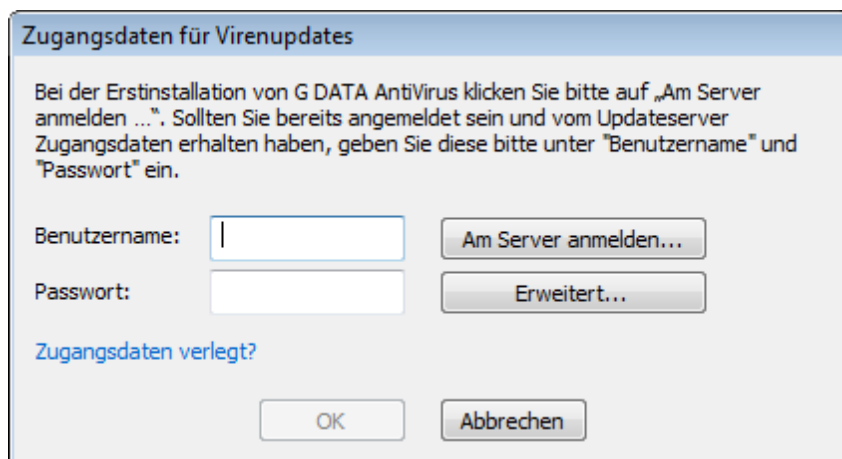 Zugangsdaten für Virenupdates
Bei der Erstinstallation von G DATA AntiVirus klicken Sie bitte auf „Am Server
anmelden ...“. Sollten Sie bereits angemeldet sein und vom Updateserver
Zugangsdaten erhalten haben, geben Sie diese bitte unter "Benutzername" und
"Passwort" ein.
Benutzername:
Am Server anmelden...
Passwort:
Erweitert...
Zugangsdaten verlegt?
OK
Abbrechen